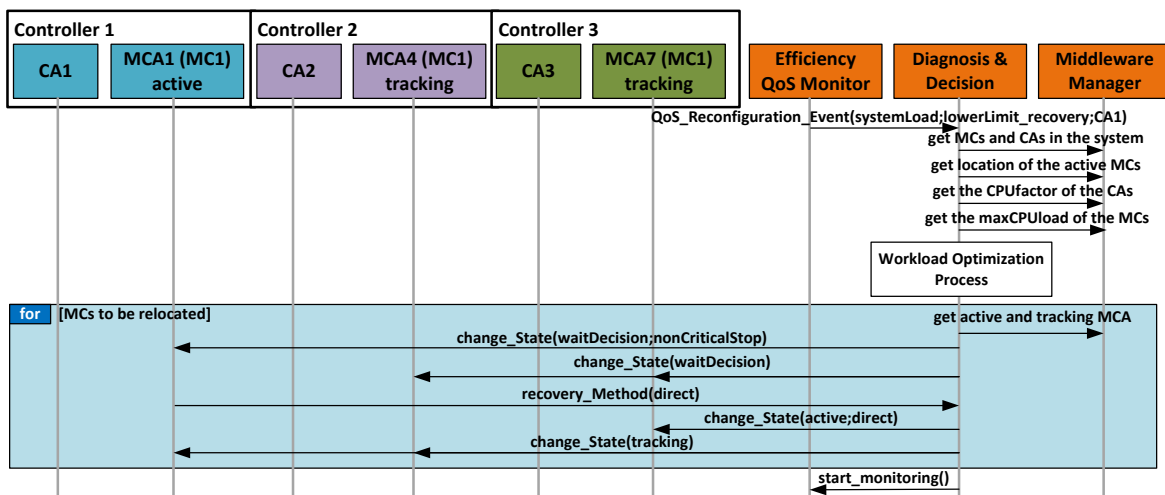 Controller 1
Controller 2
Controller 3
CA1
MCA1 (MC1)
active
CA2
MCA4 (MC1)
tracking
CA3
MCA7 (MC1)
tracking
Efficiency
QoS Monitor
Diagnosis &
Decision
Middleware
Manager
QoS_Reconfiguration_Event(systemLoad;lowerLimit_recovery;CA1)
get MCs and CAs in the system
get location of the active MCs
get the CPUfactor of the CAs
get the maxCPUload of the MCs
Workload Optimization
Process
for [MCs to be relocated]
get active and tracking MCA
change_State(waitDecision;nonCriticalStop)
change_State(waitDecision)
recovery_Method(direct)
change_State(active;direct)
change_State(tracking)
start_monitoring()